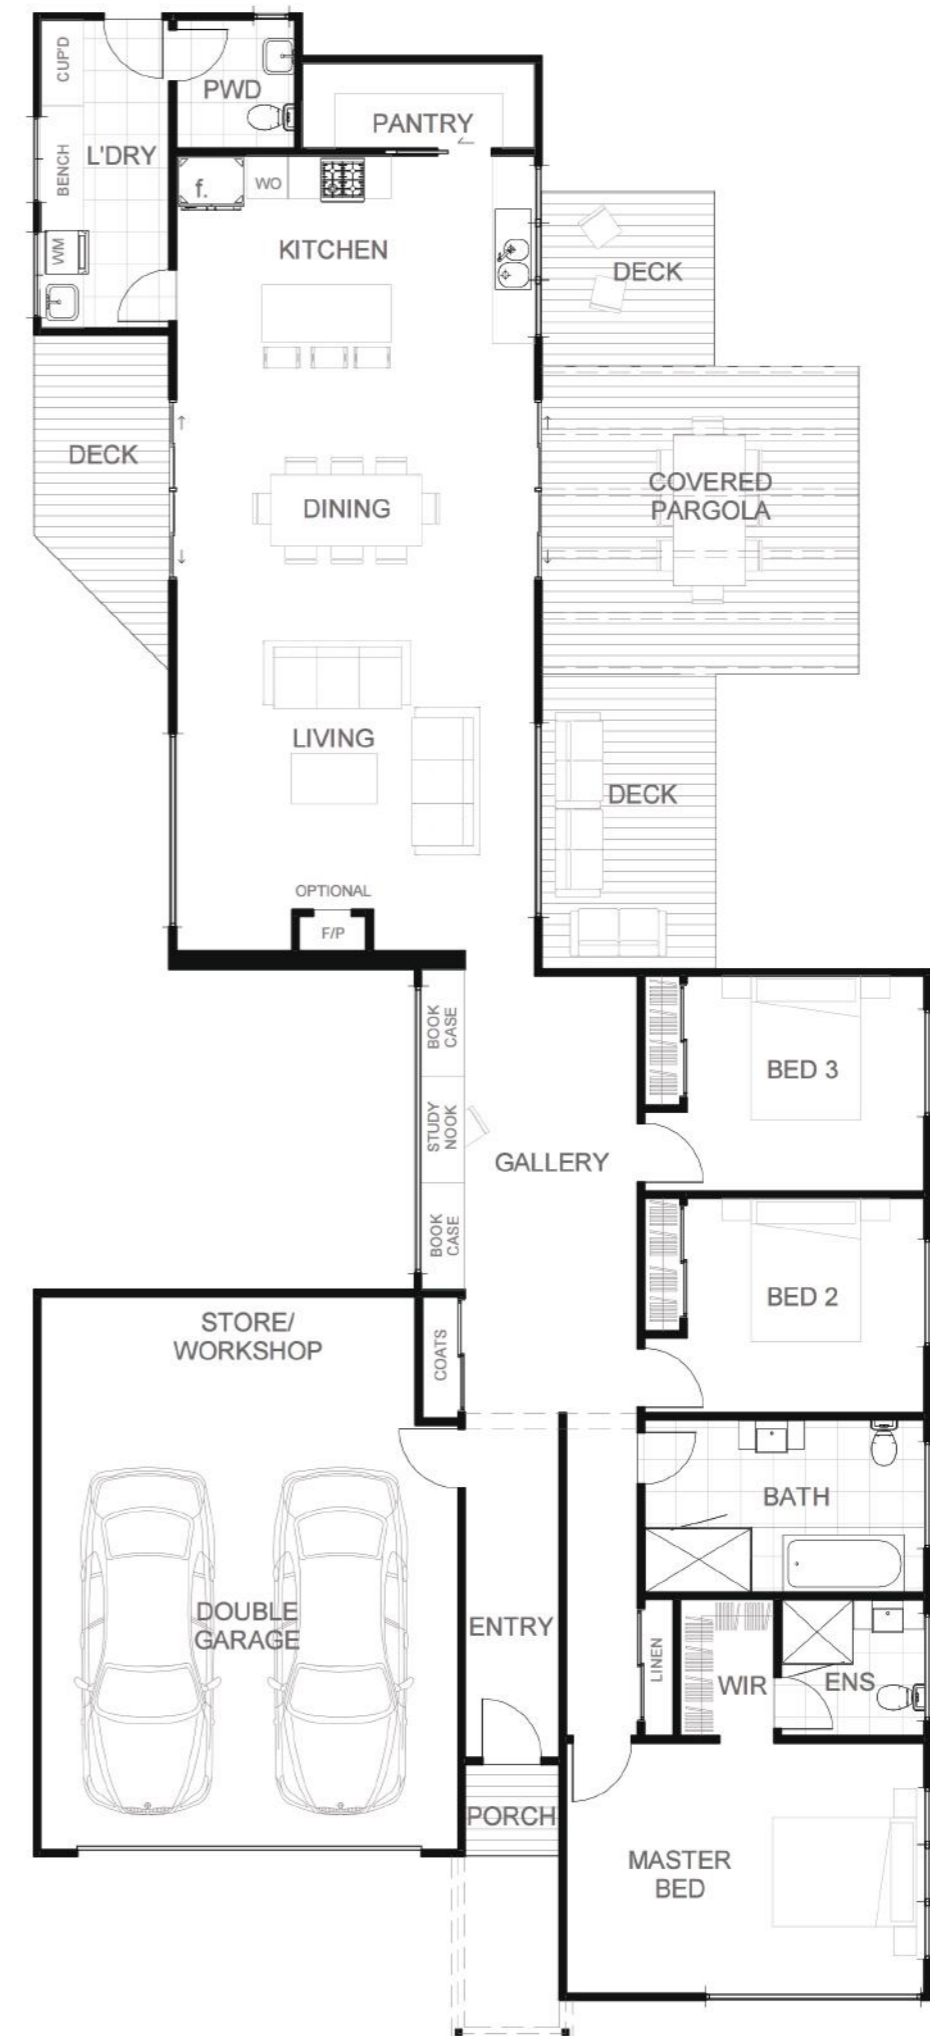 CUP'D
PWD
PANTRY
BENCH
L'DRY
f.
WO
WM
KITCHEN
DECK
DECK
COVERED
PARGOLA
DINING
LIVING
DECK
OPTIONAL
F/P
BOOK
CASE
BED 3
STUDY
NOOK
GALLERY
BOOK
CASE
BED 2
STORE/
WORKSHOP
COATS
BATH
DOUBLE
GARAGE
ENTRY
LINEN
WIR
ENS
PORCH
MASTER
BED